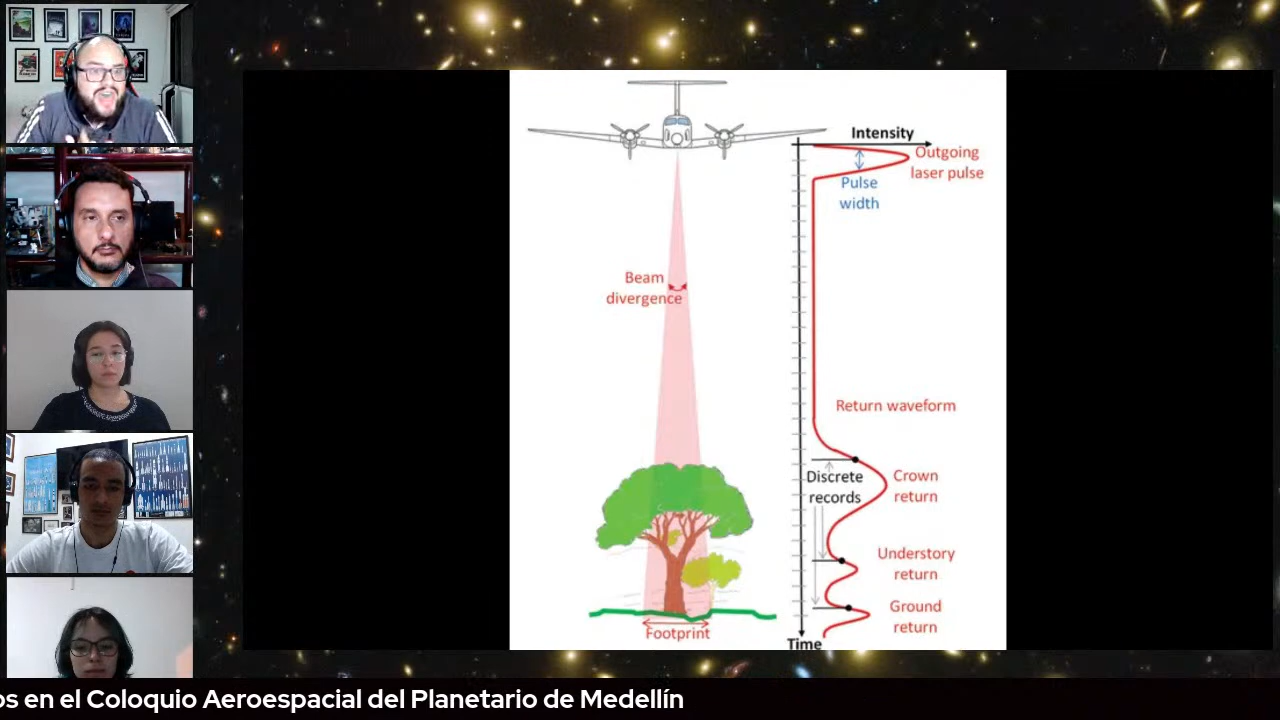 Intensity
Outgoing
laser pulse
Pulse
width
Beam
divergence
Return waveform
Discrete
records
Crown
return
Understory
return
Ground
return
Footprint
Time
os en el Coloquio Aeroespacial del Planetario de Medellín